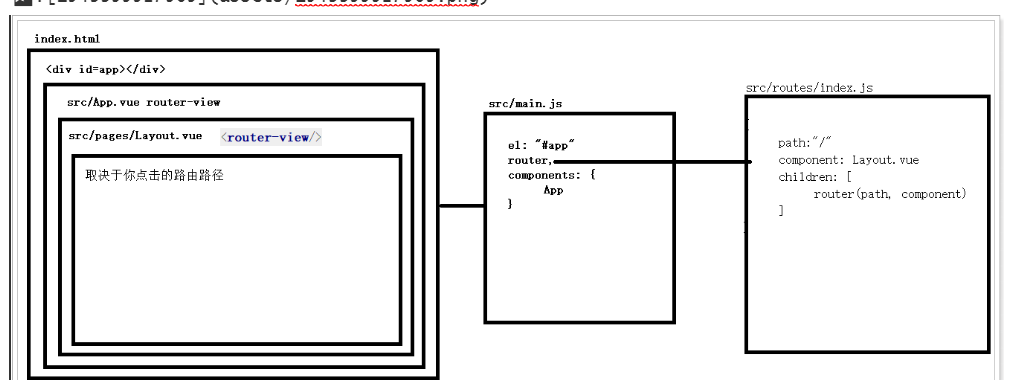 index.html
<div id=app></div>
src/App.vue router-view
src/pages/Layout.vue <router-view/>
取决于你点击的路由路径
src/main.js
el: "#app"
router,
components: {
App
}
src/routes/index.js
path:"/"
component: Layout.vue
children: [
router(path, component)
]